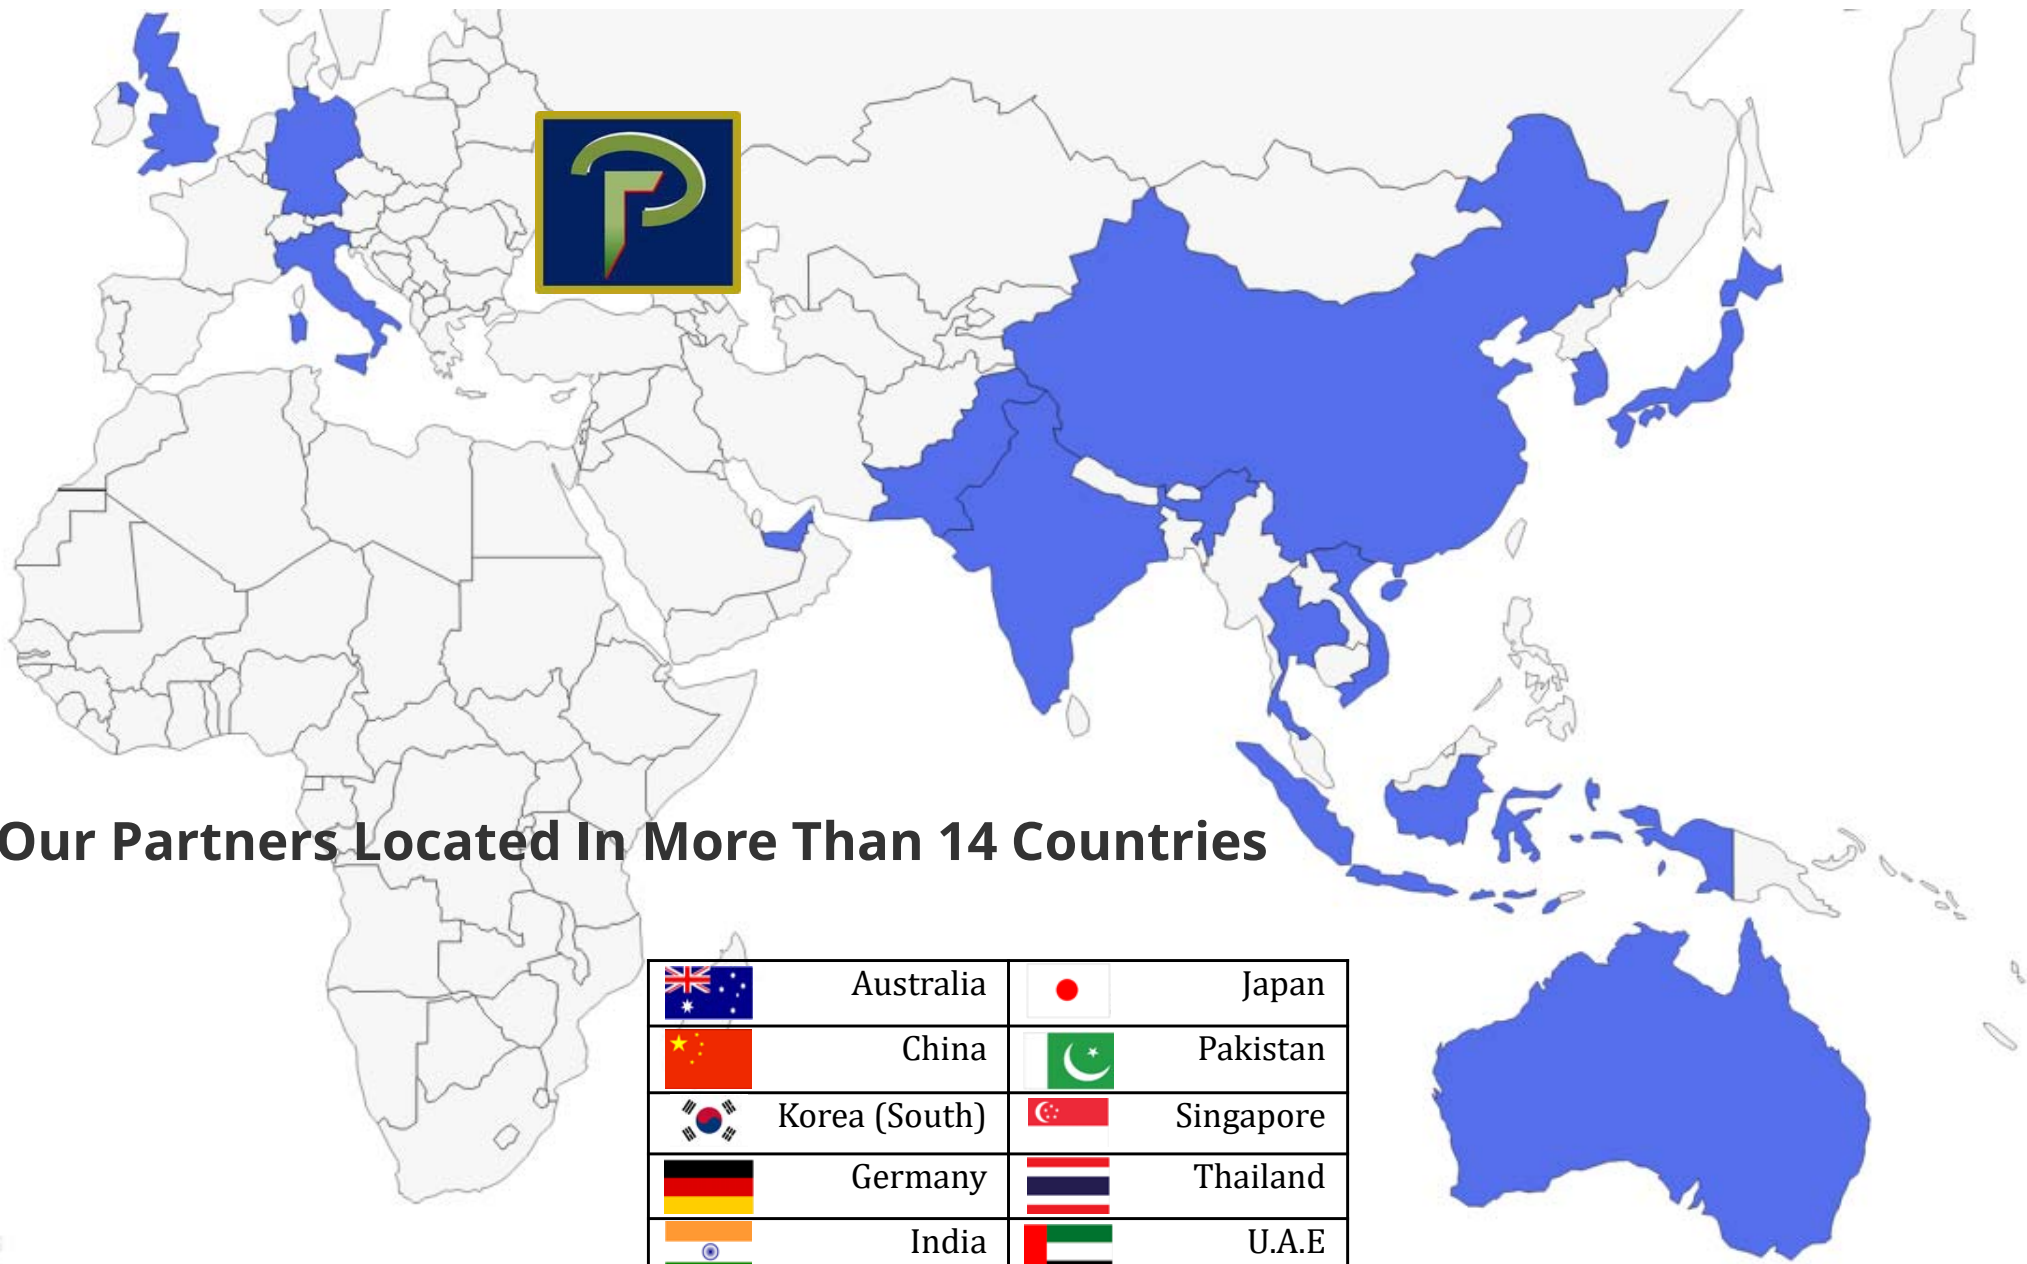 Our Partners Located In More Than 14 Countries
Australia Japan
China Pakistan
Korea (South) Singapore
Germany Thailand
India U.A.E